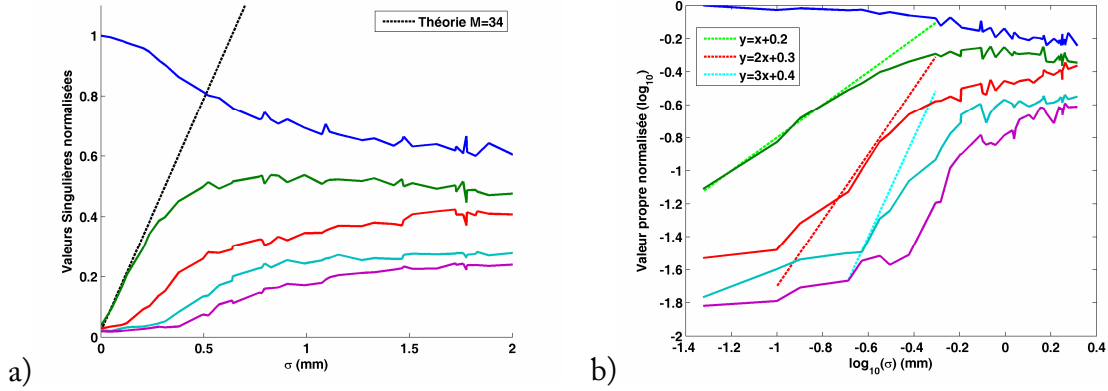 Théorie M=34
Valeurs Singulières normalisées
1
0.8
0.6
0.4
0.2
0
0 0.5 1 1.5 2
σ (mm)
a)
y=x+0.2
y=2x+0.3
y=3x+0.4
Valeur propre normalisée (log10)
0
-0.2
-0.4
-0.6
-0.8
-1
-1.2
-1.4
-1.6
-1.8
-2
-1.4 -1.2 -1 -0.8 -0.6 -0.4 -0.2 -0 0.2 0.4
log10(σ) (mm)
b)